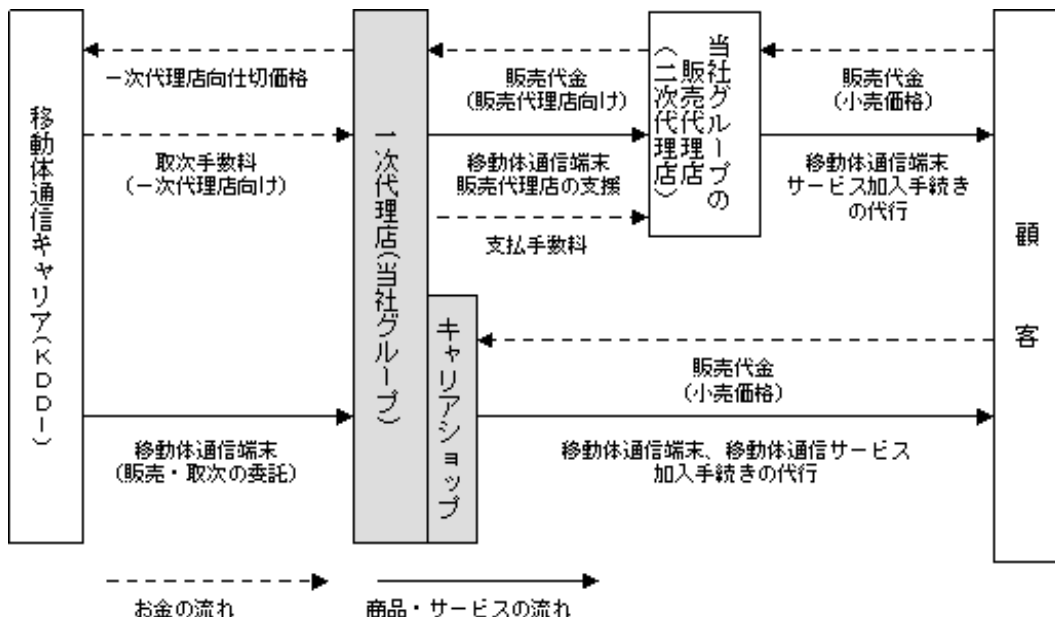 移動体通信キャリア(KDDI)
一次代理店向仕切価格
取次手数料
(一次代理店向け)
移動体通信端末
(販売・取次の委託)
一次代理店(当社グループ)
キャリアショップ
販売代金
(販売代理店向け)
移動体通信端末
販売代理店の支援
支払手数料
当社グループの
販売代理店
(二次代理店)
販売代金
(小売価格)
移動体通信端末
サービス加入手続き
の代行
販売代金
(小売価格)
移動体通信端末、移動体通信サービス
加入手続きの代行
顧客
お金の流れ
商品・サービスの流れ